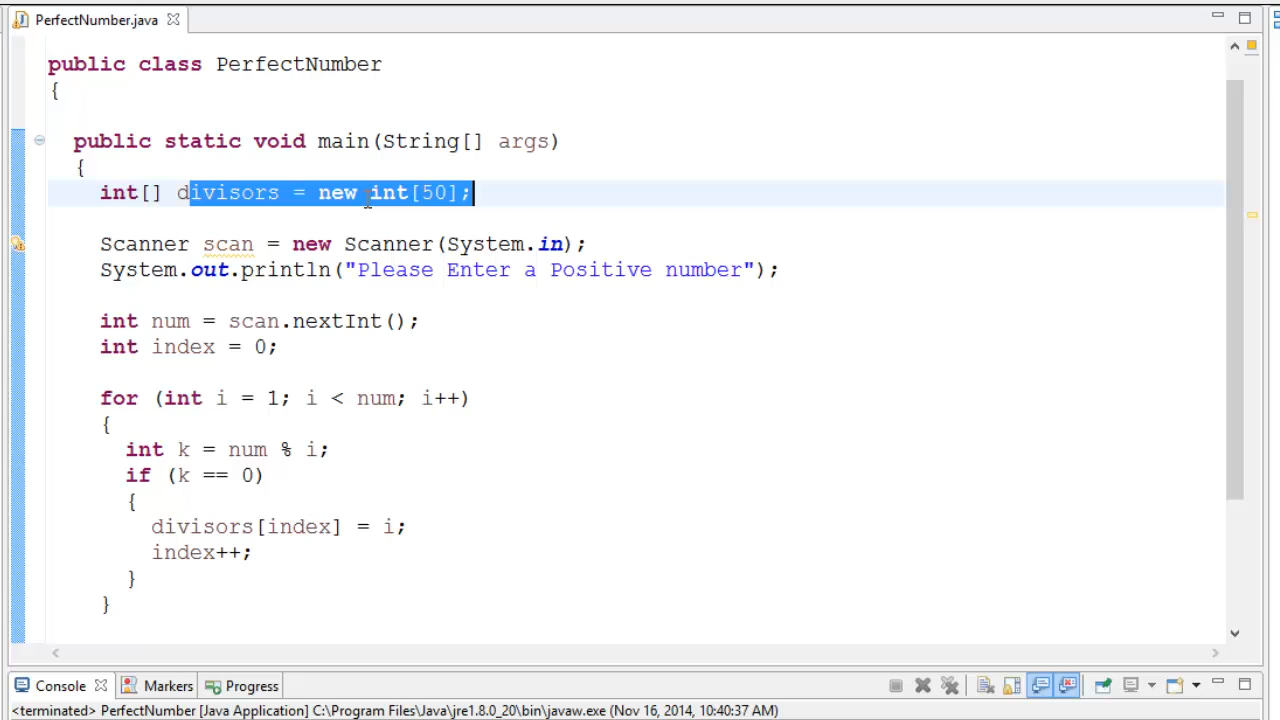 PerfectNumber.java
public class PerfectNumber
{
public static void main(String[] args)
{
int[] divisors = new int[50];
Scanner scan = new Scanner(System.in);
System.out.println("Please Enter a Positive number");
int num = scan.nextInt();
int index = 0;
for (int i = 1; i < num; i++)
{
int k = num % i;
if (k == 0)
{
divisors[index] = i;
index++;
}
}
Console Markers Progress
<terminated> PerfectNumber [Java Application] C:\Program Files\Java\jre1.8.0_20\bin\javaw.exe (Nov 16, 2014, 10:40:37 AM)